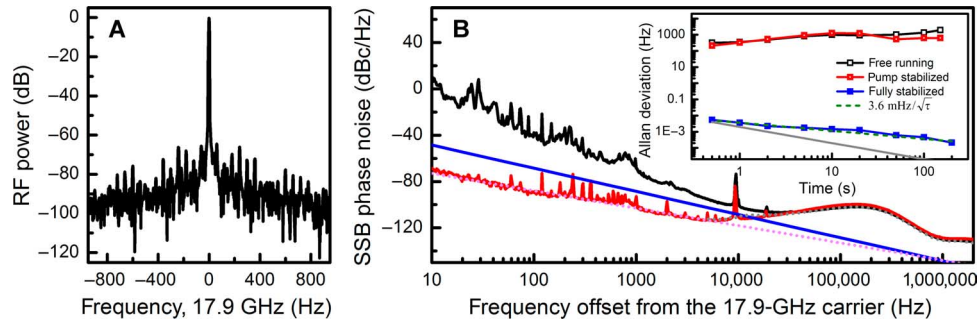 A
RF power (dB)
0
−20
−40
−60
−80
−100
−120
−800
−400
0
400
800
Frequency, 17.9 GHz (Hz)
B
SSB phase noise (dBc/Hz)
40
0
−40
−80
−120
10
100
1000
10,000
100,000
1,000,000
Frequency offset from the 17.9-GHz carrier (Hz)
Allan deviation (Hz)
1000
10
0.1
1E−3
1
10
100
Time (s)
Free running
Pump stabilized
Fully stabilized
3.6 mHz/√τ